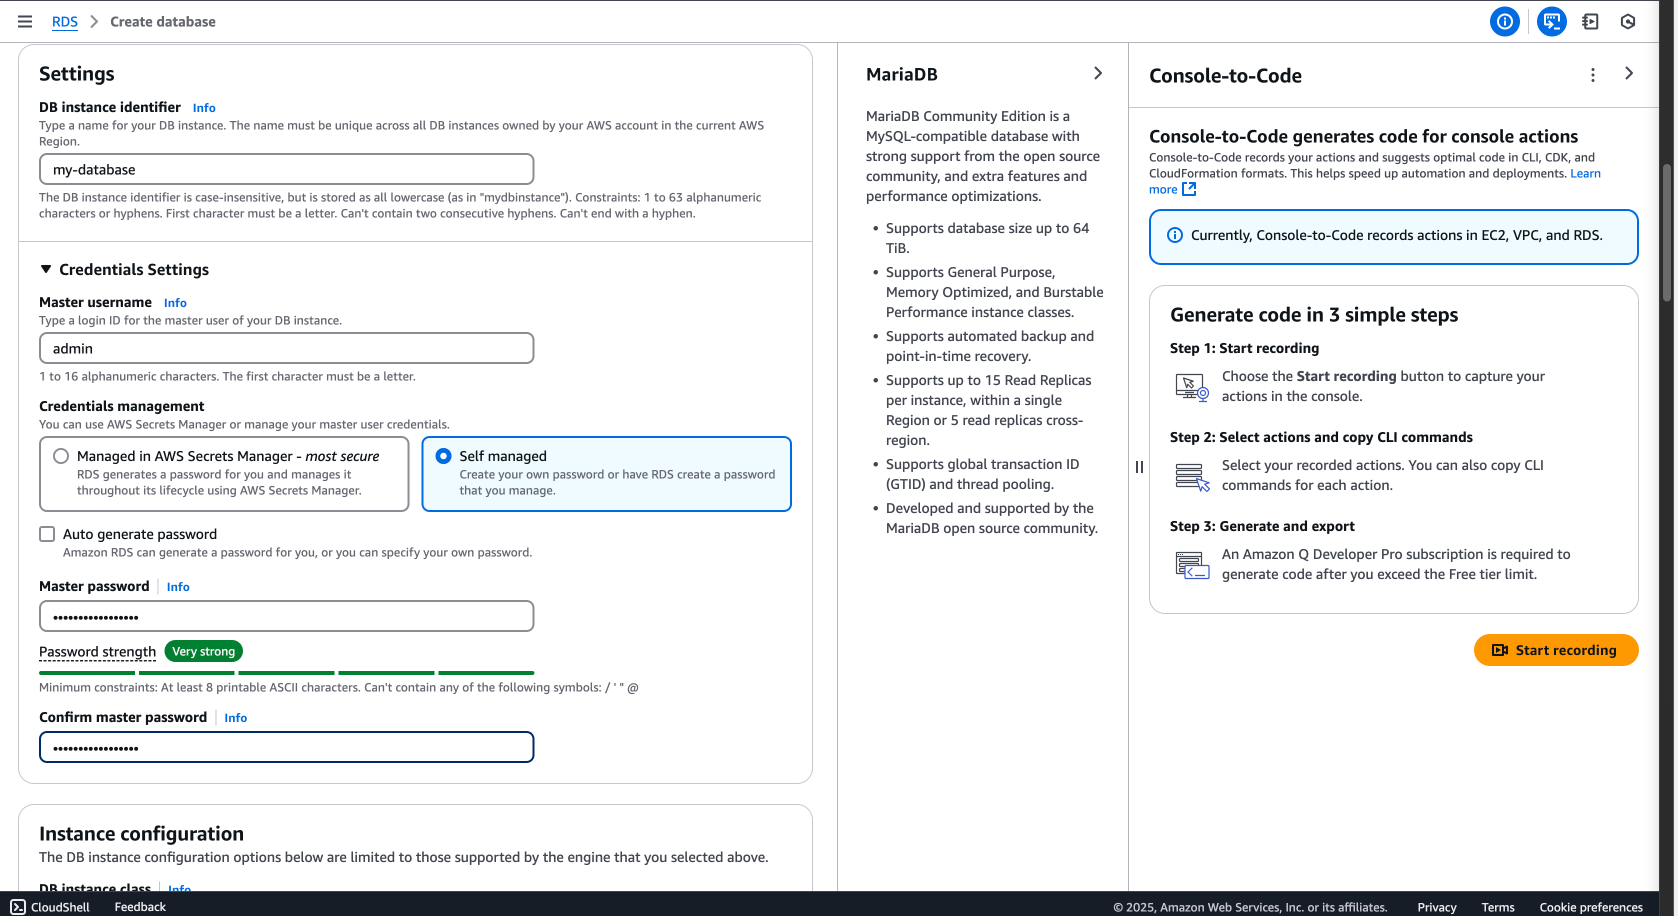 RDS > Create database
Settings
DB instance identifier Info
Type a name for your DB instance. The name must be unique across all DB instances owned by your AWS account in the current AWS
Region.
my-database
The DB instance identifier is case-insensitive, but is stored as all lowercase (as in "mydbinstance"). Constraints: 1 to 63 alphanumeric
characters or hyphens. First character must be a letter. Can't contain two consecutive hyphens. Can't end with a hyphen.
Credentials Settings
Master username Info
Type a login ID for the master user of your DB instance.
admin
1 to 16 alphanumeric characters. The first character must be a letter.
Credentials management
You can use AWS Secrets Manager or manage your master user credentials.
Managed in AWS Secrets Manager - most secure
RDS generates a password for you and manages it
throughout its lifecycle using AWS Secrets Manager.
Self managed
Create your own password or have RDS create a password
that you manage.
Auto generate password
Amazon RDS can generate a password for you, or you can specify your own password.
Master password Info
•••••••••••••••••
Password strength Very strong
Minimum constraints: At least 8 printable ASCII characters. Can't contain any of the following symbols: / ' " @
Confirm master password Info
•••••••••••••••••
Instance configuration
The DB instance configuration options below are limited to those supported by the engine that you selected above.
DB instance class Info
MariaDB
MariaDB Community Edition is a
MySQL-compatible database with
strong support from the open source
community, and extra features and
performance optimizations.
• Supports database size up to 64
TiB.
• Supports General Purpose,
Memory Optimized, and Burstable
Performance instance classes.
• Supports automated backup and
point-in-time recovery.
• Supports up to 15 Read Replicas
per instance, within a single
Region or 5 read replicas cross-
region.
• Supports global transaction ID
(GTID) and thread pooling.
• Developed and supported by the
MariaDB open source community.
Console-to-Code
Console-to-Code generates code for console actions
Console-to-Code records your actions and suggests optimal code in CLI, CDK, and
CloudFormation formats. This helps speed up automation and deployments. Learn
more
Currently, Console-to-Code records actions in EC2, VPC, and RDS.
Generate code in 3 simple steps
Step 1: Start recording
Choose the Start recording button to capture your
actions in the console.
Step 2: Select actions and copy CLI commands
Select your recorded actions. You can also copy CLI
commands for each action.
Step 3: Generate and export
An Amazon Q Developer Pro subscription is required to
generate code after you exceed the Free tier limit.
Start recording
CloudShell Feedback © 2025, Amazon Web Services, Inc. or its affiliates. Privacy Terms Cookie preferences